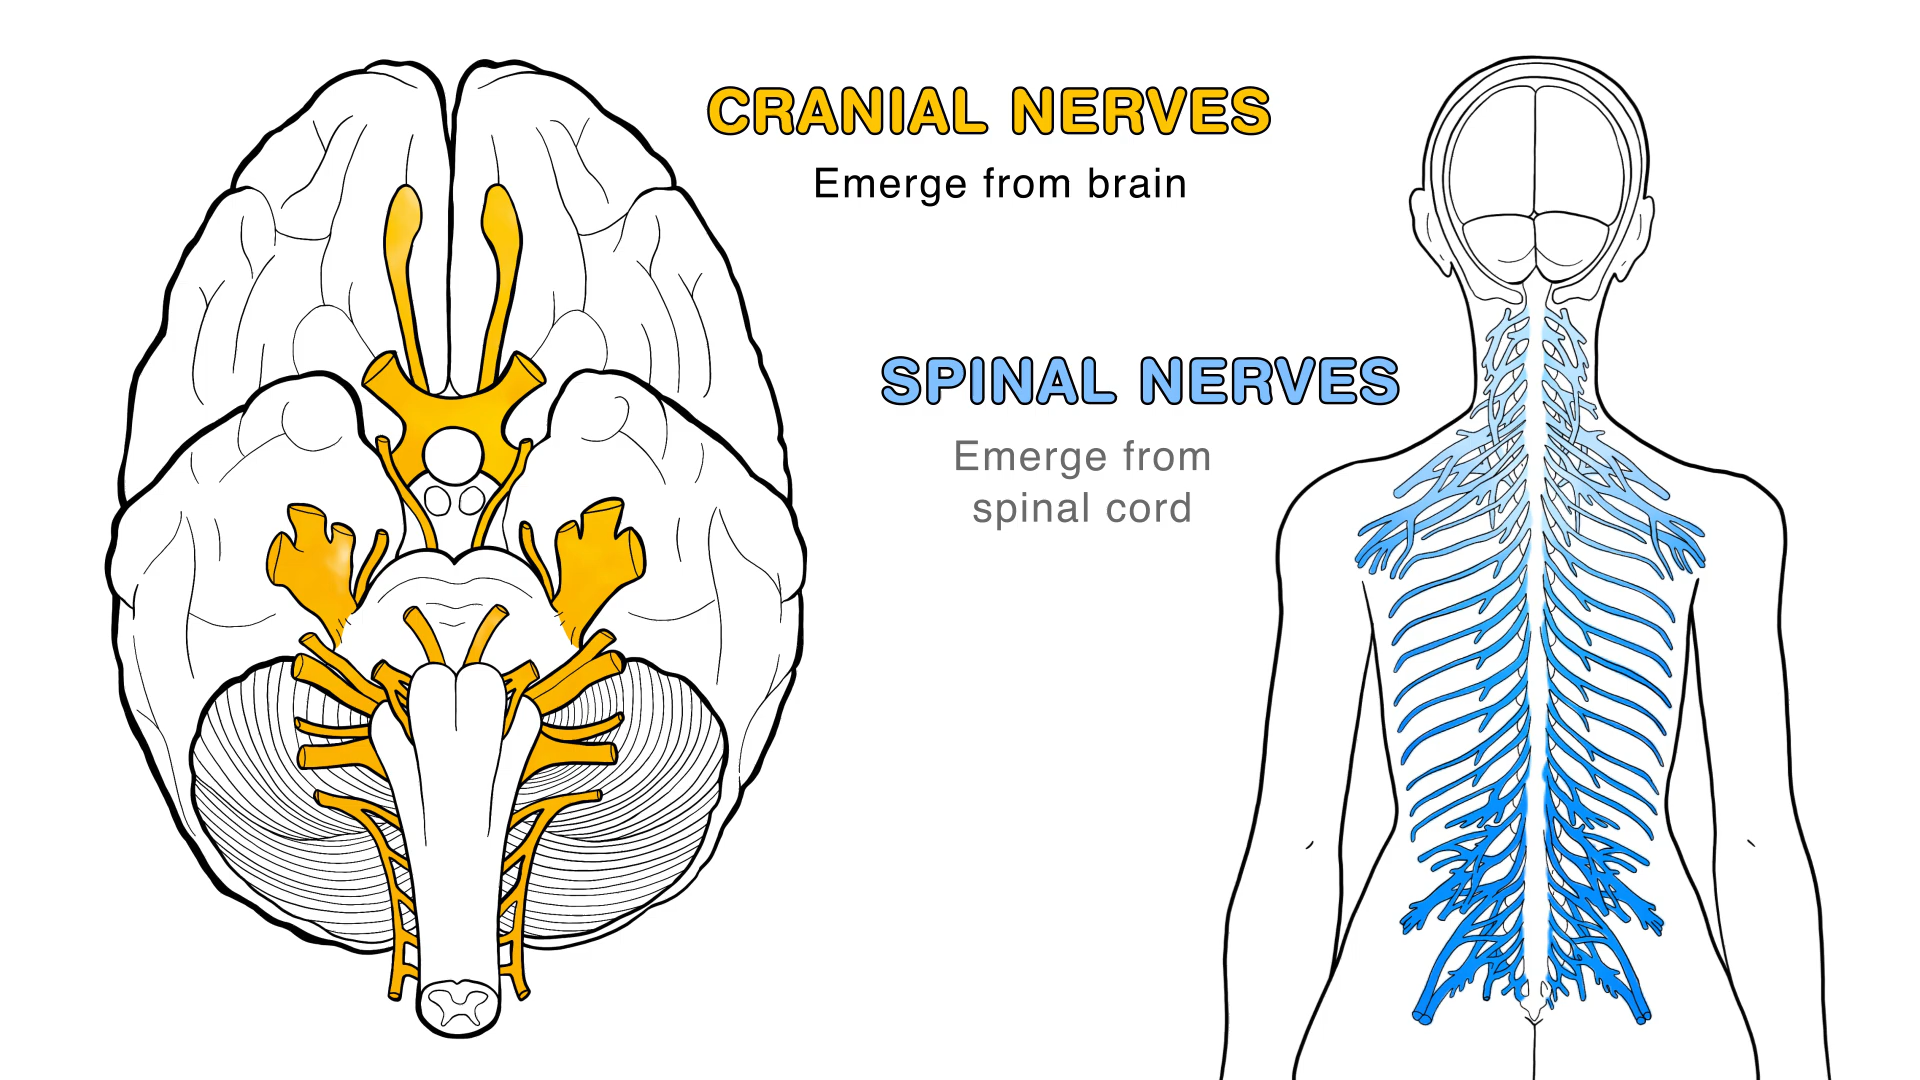 CRANIAL NERVES
Emerge from brain
SPINAL NERVES
Emerge from
spinal cord